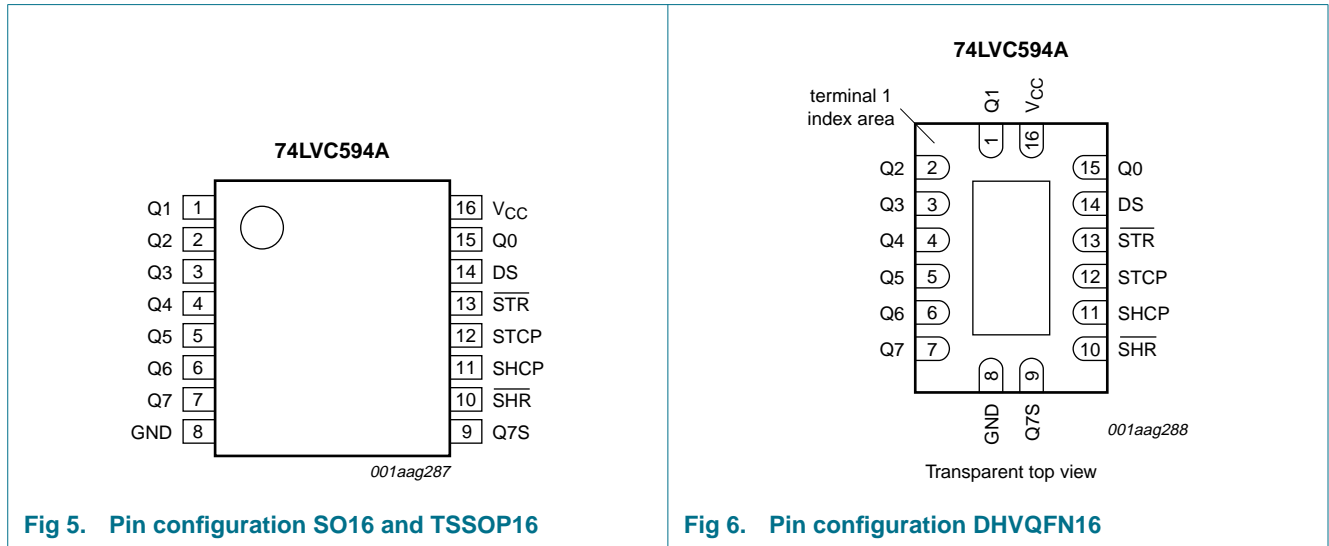 74LVC594A
Q1 1
Q2 2
Q3 3
Q4 4
Q5 5
Q6 6
Q7 7
GND 8
16 VCC
15 Q0
14 DS
13 S̅T̅R̅
12 STCP
11 SHCP
10 S̅H̅R̅
9 Q7S
001aag287
Fig 5. Pin configuration SO16 and TSSOP16
74LVC594A
terminal 1
index area
Q1 1
VCC 16
Q2 2
Q3 3
Q4 4
Q5 5
Q6 6
Q7 7
15 Q0
14 DS
13 S̅T̅R̅
12 STCP
11 SHCP
10 S̅H̅R̅
8 GND
9 Q7S
001aag288
Transparent top view
Fig 6. Pin configuration DHVQFN16